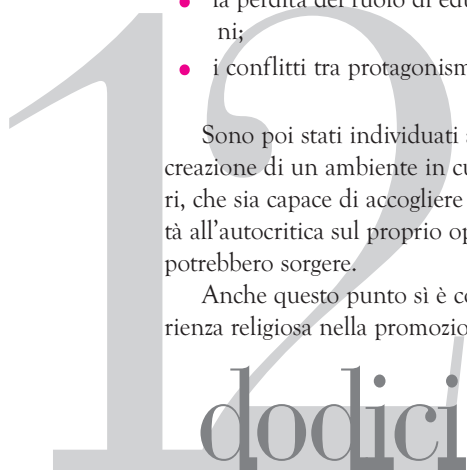 la perdita del ruolo di edu
ni;
i conflitti tra protagonism
Sono poi stati individuati
creazione di un ambiente in cu
ri, che sia capace di accogliere
tà all'autocritica sul proprio op
potrebbero sorgere.
Anche questo punto sì è co
rienza religiosa nella promozio
12
dodici